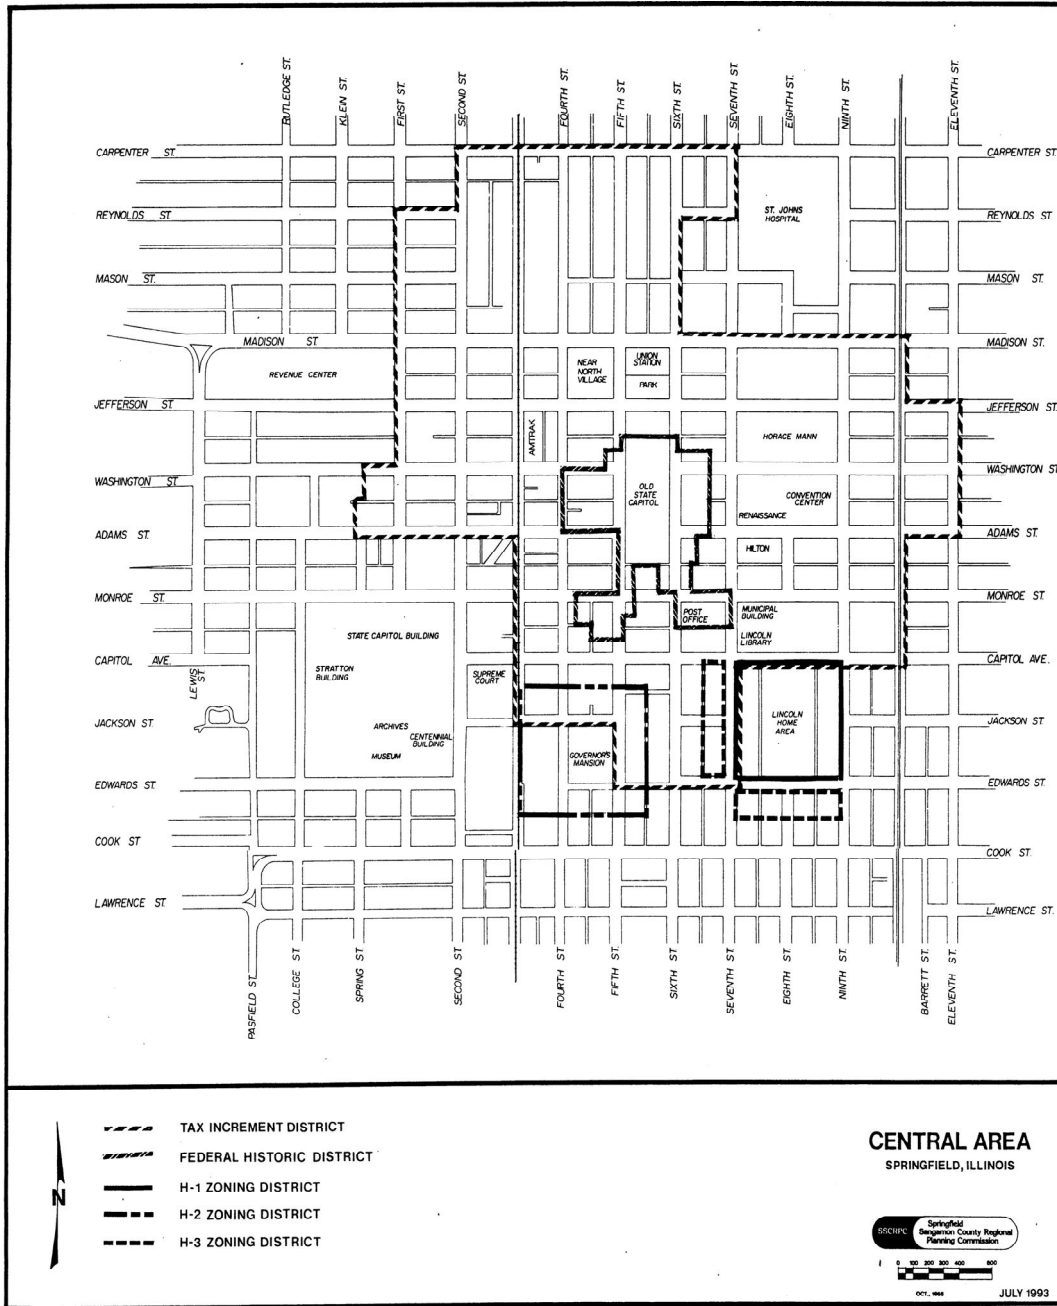 RUTLEDGE ST.
KLEIN ST.
FIRST ST.
SECOND ST.
FOURTH ST.
FIFTH ST.
SIXTH ST.
SEVENTH ST.
EIGHTH ST.
NINTH ST.
ELEVENTH ST.
CARPENTER ST.
CARPENTER ST.
REYNOLDS ST
ST. JOHNS
HOSPITAL
REYNOLDS ST
MASON ST.
MASON ST.
MADISON ST.
MADISON ST.
REVENUE CENTER
NEAR
NORTH
VILLAGE
UNION
STATION
PARK
JEFFERSON ST.
JEFFERSON ST.
AMTRAK
HORACE MANN
WASHINGTON ST.
WASHINGTON ST.
OLD
STATE
CAPITOL
CONVENTION
CENTER
RENAISSANCE
ADAMS ST.
ADAMS ST.
HILTON
MONROE ST.
MONROE ST.
POST
OFFICE
MUNICIPAL
BUILDING
LINCOLN
LIBRARY
STATE CAPITOL BUILDING
CAPITOL AVE.
CAPITOL AVE.
LEWIS
ST.
STRATTON
BUILDING
SUPREME
COURT
JACKSON ST.
JACKSON ST.
ARCHIVES
CENTENNIAL
BUILDING
MUSEUM
LINCOLN
HOME
AREA
GOVERNOR'S
MANSION
EDWARDS ST.
EDWARDS ST.
COOK ST
COOK ST.
LAWRENCE ST.
LAWRENCE ST.
PASFIELD ST.
COLLEGE ST.
SPRING ST.
SECOND ST.
FOURTH ST.
FIFTH ST.
SIXTH ST.
SEVENTH ST.
EIGHTH ST.
NINTH ST.
BARRETT ST.
ELEVENTH ST.
N
TAX INCREMENT DISTRICT
FEDERAL HISTORIC DISTRICT
H-1 ZONING DISTRICT
H-2 ZONING DISTRICT
H-3 ZONING DISTRICT
CENTRAL AREA
SPRINGFIELD, ILLINOIS
SSCRPC
Springfield
Sangamon County Regional
Planning Commission
0 100 200 300 400 600
JULY 1993